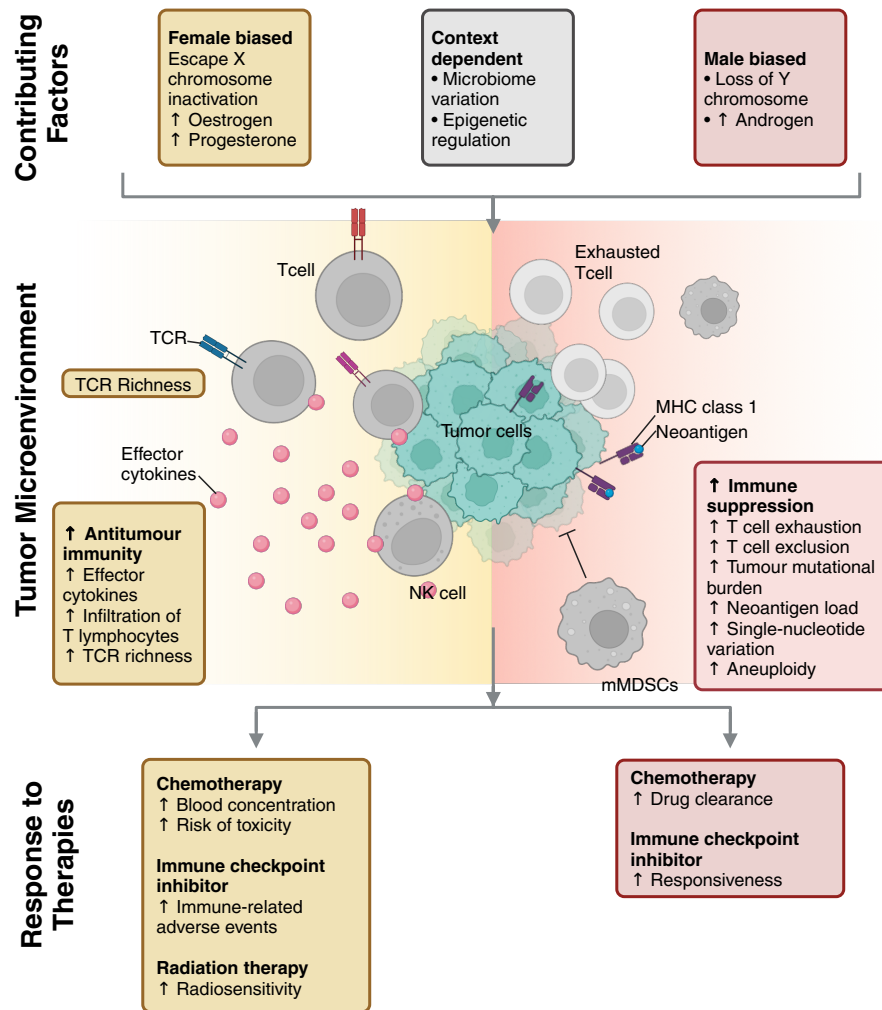 Contributing
Factors
Female biased
Escape X
chromosome
inactivation
↑ Oestrogen
↑ Progesterone
Context
dependent
• Microbiome
variation
• Epigenetic
regulation
Male biased
• Loss of Y
chromosome
• ↑ Androgen
Tumor Microenvironment
Tcell
TCR
TCR Richness
Effector
cytokines
↑ Antitumour
immunity
↑ Effector
cytokines
↑ Infiltration of
T lymphocytes
↑ TCR richness
NK cell
Tumor cells
Exhausted
Tcell
MHC class 1
Neoantigen
↑ Immune
suppression
↑ T cell exhaustion
↑ T cell exclusion
↑ Tumour mutational
burden
↑ Neoantigen load
↑ Single-nucleotide
variation
↑ Aneuploidy
mMDSCs
Response to
Therapies
Chemotherapy
↑ Blood concentration
↑ Risk of toxicity
Immune checkpoint
inhibitor
↑ Immune-related
adverse events
Radiation therapy
↑ Radiosensitivity
Chemotherapy
↑ Drug clearance
Immune checkpoint
inhibitor
↑ Responsiveness